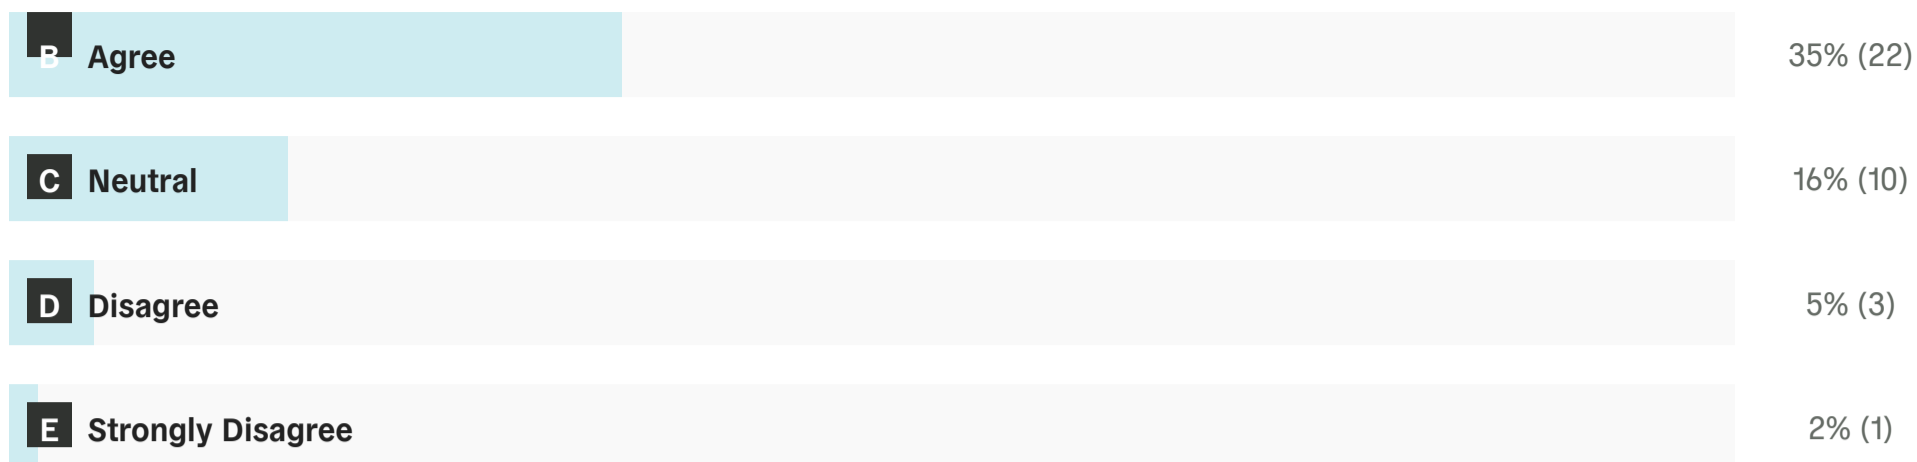 B Agree 35% (22)
C Neutral 16% (10)
D Disagree 5% (3)
E Strongly Disagree 2% (1)